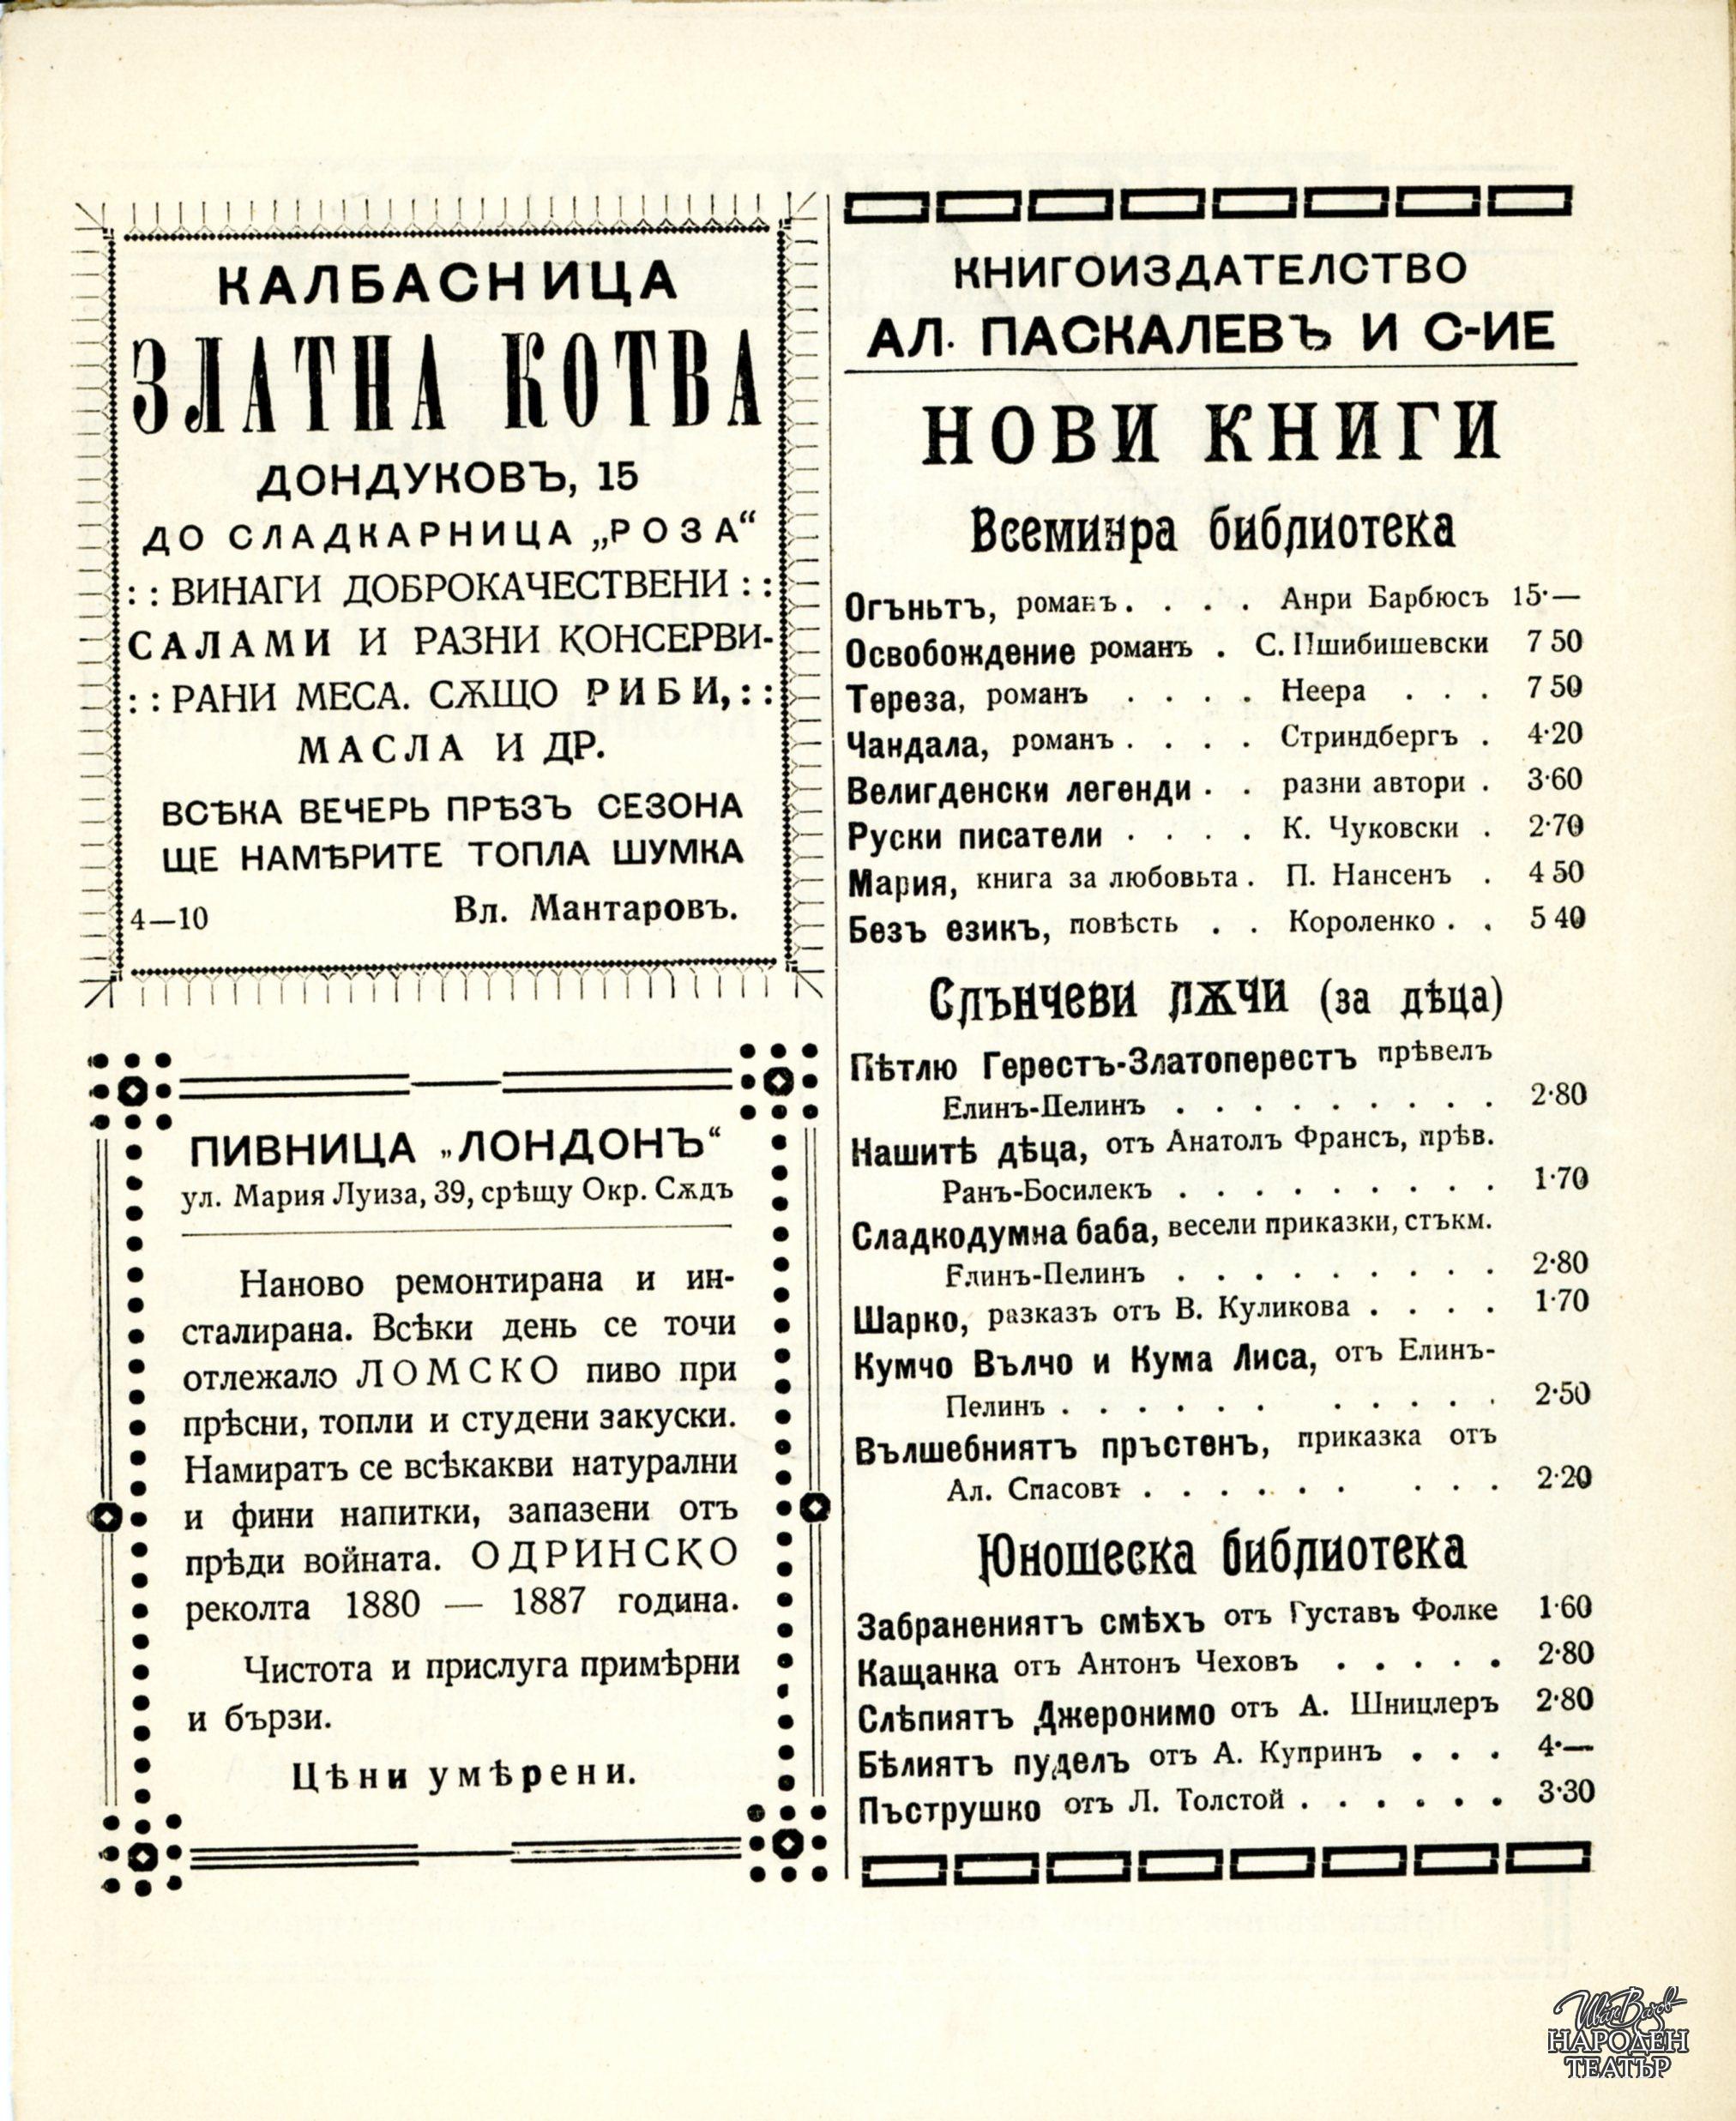 КАЛБАСНИЦА
ЗЛАТНА КОТВА
ДОНДУКОВЪ, 15
ДО СЛАДКАРНИЦА „РОЗА“
: : ВИНАГИ ДОБРОКАЧЕСТВЕНИ : :
САЛАМИ И РАЗНИ КОНСЕРВИ-
: : РАНИ МЕСА. СѪЩО РИБИ, : :
МАСЛА И ДР.
ВСѢКА ВЕЧЕРЬ ПРѢЗЪ СЕЗОНА
ЩЕ НАМѢРИТЕ ТОПЛА ШУМКА
4—10 Вл. Мантаровъ.
ПИВНИЦА „ЛОНДОНЪ“
ул. Мария Луиза, 39, срѣщу Окр. Сѫдъ
Наново ремонтирана и ин-
сталирана. Всѣки день се точи
отлежало ЛОМСКО пиво при
прѣсни, топли и студени закуски.
Намиратъ се всѣкакви натурални
и фини напитки, запазени отъ
прѣди войната. ОДРИНСКО
реколта 1880 — 1887 година.
Чистота и прислуга примѣрни
и бързи.
Цѣни умѣрени.
КНИГОИЗДАТЕЛСТВО
АЛ. ПАСКАЛЕВЪ И С-ИЕ
НОВИ КНИГИ
Всемирна библиотека
Огъньтъ, романъ. . . . Анри Барбюсъ 15·—
Освобождение романъ . С. Пшибишевски 7 50
Тереза, романъ . . . . Неера . . . 7 50
Чандала, романъ . . . . Стриндбергъ . 4·20
Велигденски легенди . . разни автори . 3·60
Руски писатели . . . . К. Чуковски . 2·70
Мария, книга за любовьта . П. Нансенъ . 4 50
Безъ езикъ, повѣсть . . Короленко . . 5 40
Слънчеви лѫчи (за дѣца)
Пѣтлю Герестъ-Златоперестъ прѣвелъ
Елинъ-Пелинъ . . . . . . . . . 2·80
Нашитѣ дѣца, отъ Анатолъ Франсъ, прѣв.
Ранъ-Босилекъ . . . . . . . . . 1·70
Сладкодумна баба, весели приказки, стъкм.
Елинъ-Пелинъ . . . . . . . . . 2·80
Шарко, разказъ отъ В. Куликова . . . . 1·70
Кумчо Вълчо и Кума Лиса, отъ Елинъ-
Пелинъ . . . . . . . . . . . . 2·50
Вълшебниятъ пръстенъ, приказка отъ
Ал. Спасовъ . . . . . . . . . . 2·20
Юношеска библиотека
Забранениятъ смѣхъ отъ Густавъ Фолке 1·60
Кащанка отъ Антонъ Чеховъ . . . . . 2·80
Слѣпиятъ Джеронимо отъ А. Шницлеръ 2·80
Бѣлиятъ пуделъ отъ А. Купринъ . . . 4·—
Пъструшко отъ Л. Толстой . . . . . . 3·30
Иван Вазов
НАРОДЕН
ТЕАТЪР